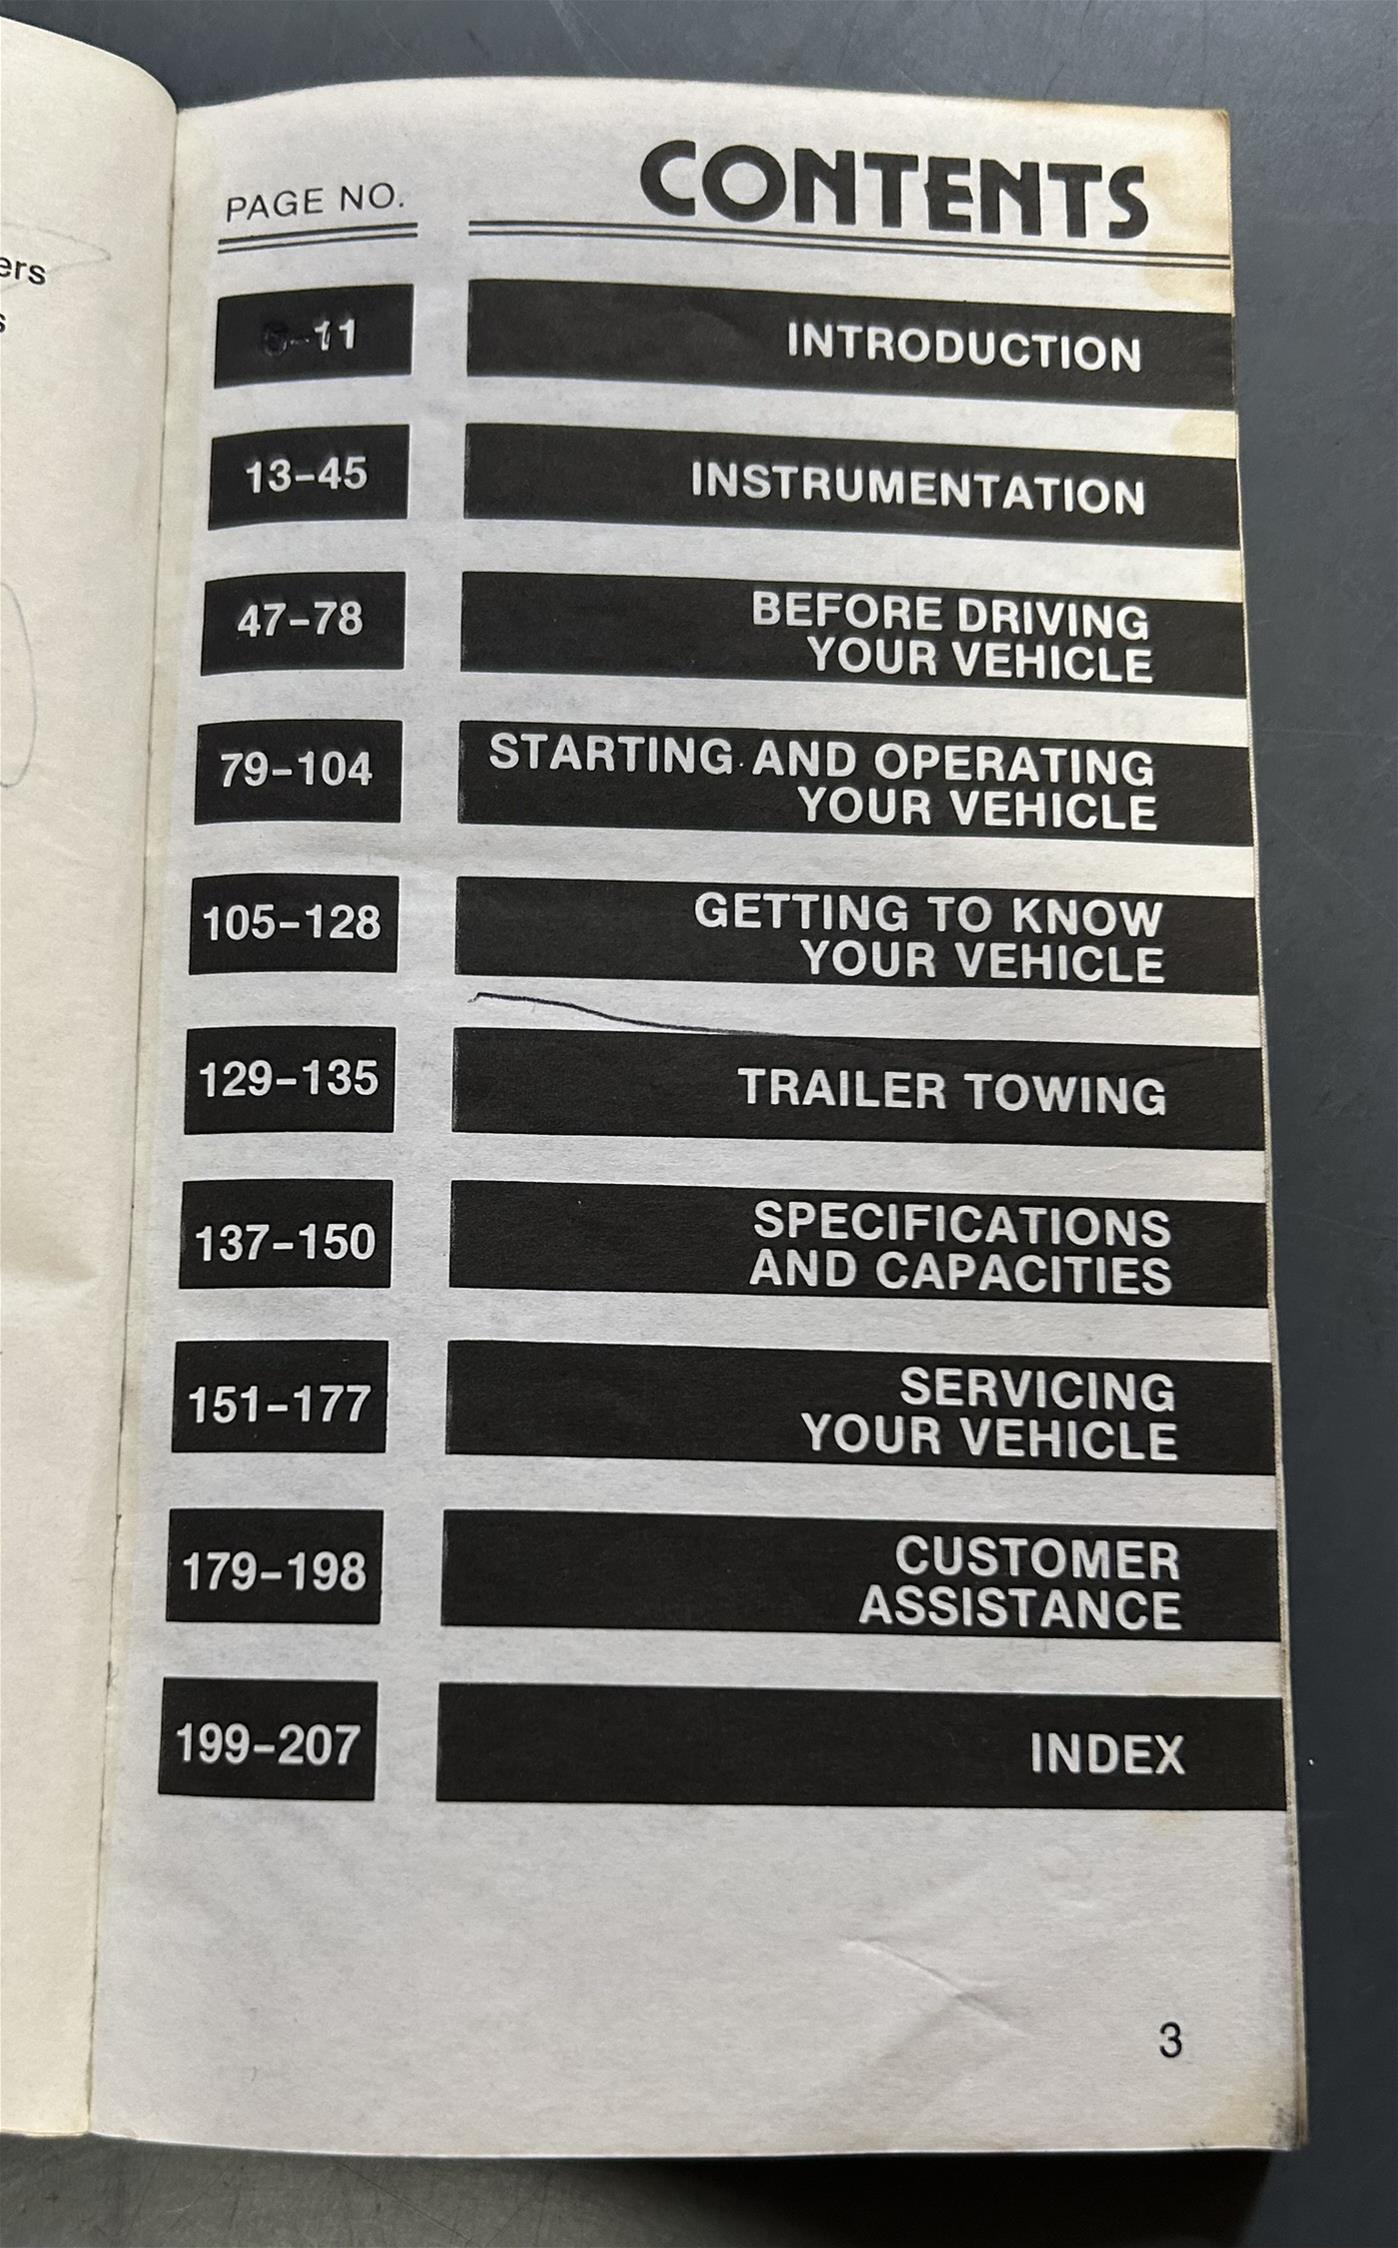 ers
PAGE NO. CONTENTS
-11 INTRODUCTION
13-45 INSTRUMENTATION
47-78 BEFORE DRIVING
YOUR VEHICLE
79-104 STARTING AND OPERATING
YOUR VEHICLE
105-128 GETTING TO KNOW
YOUR VEHICLE
129-135 TRAILER TOWING
137-150 SPECIFICATIONS
AND CAPACITIES
151-177 SERVICING
YOUR VEHICLE
179-198 CUSTOMER
ASSISTANCE
199-207 INDEX
3